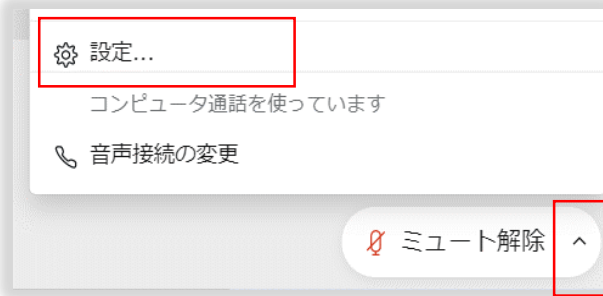 設定...
コンピュータ通話を使っています
音声接続の変更
ミュート解除